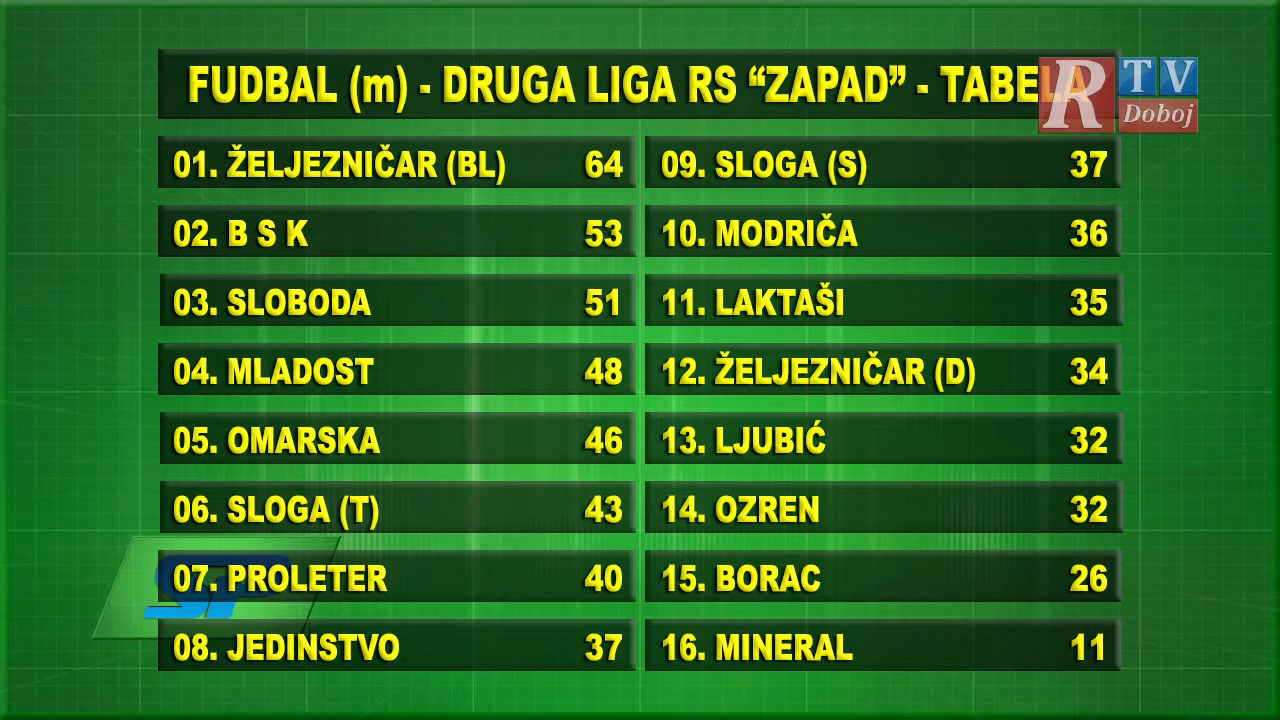 FUDBAL (m) - DRUGA LIGA RS “ZAPAD” - TABELA
R TV
Doboj
01. ŽELJEZNIČAR (BL) 64
02. B S K 53
03. SLOBODA 51
04. MLADOST 48
05. OMARSKA 46
06. SLOGA (T) 43
07. PROLETER 40
08. JEDINSTVO 37
09. SLOGA (S) 37
10. MODRIČA 36
11. LAKTAŠI 35
12. ŽELJEZNIČAR (D) 34
13. LJUBIĆ 32
14. OZREN 32
15. BORAC 26
16. MINERAL 11
SP